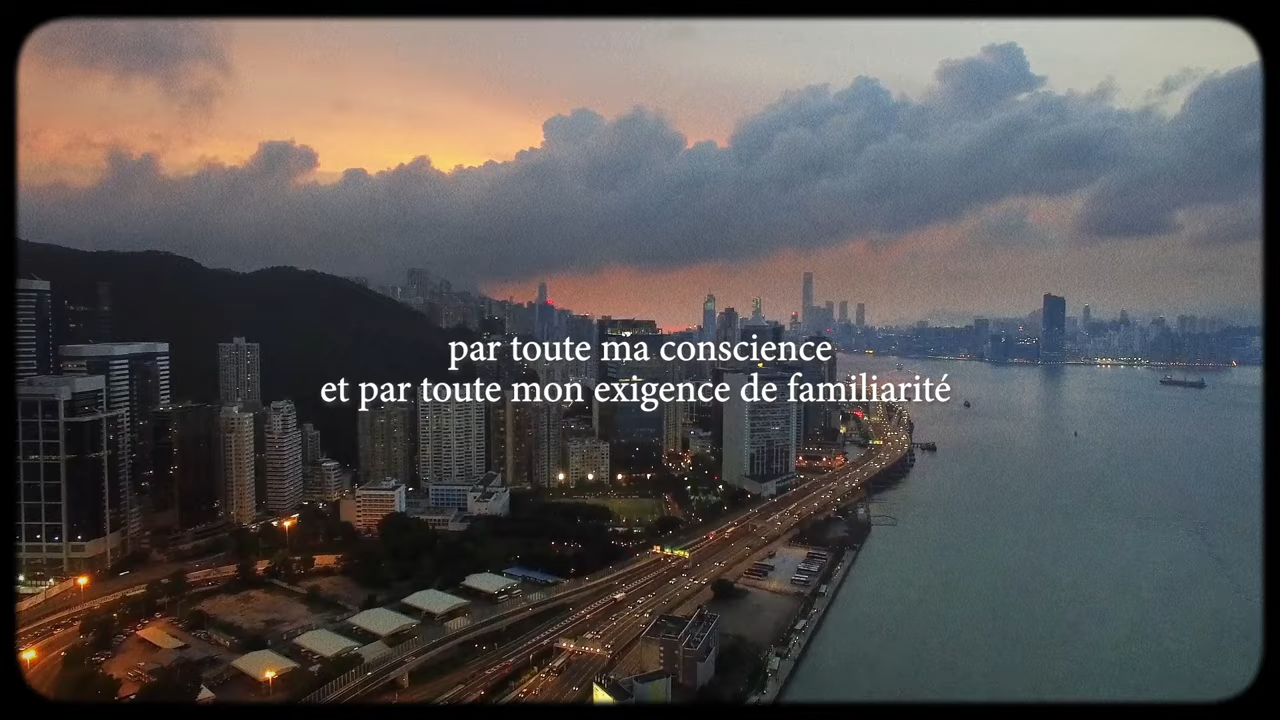 par toute ma conscience
et par toute mon exigence de familiarité